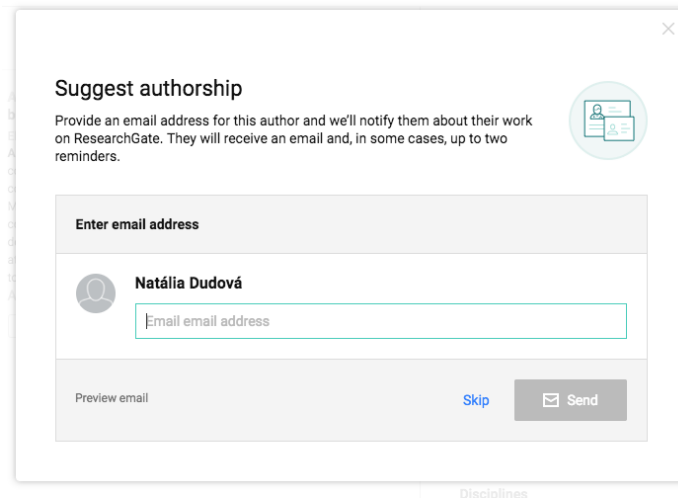 Suggest authorship
Provide an email address for this author and we'll notify them about their work
on ResearchGate. They will receive an email and, in some cases, up to two
reminders.
Enter email address
Natália Dudová
Email email address
Preview email
Skip
Send
Disciplines